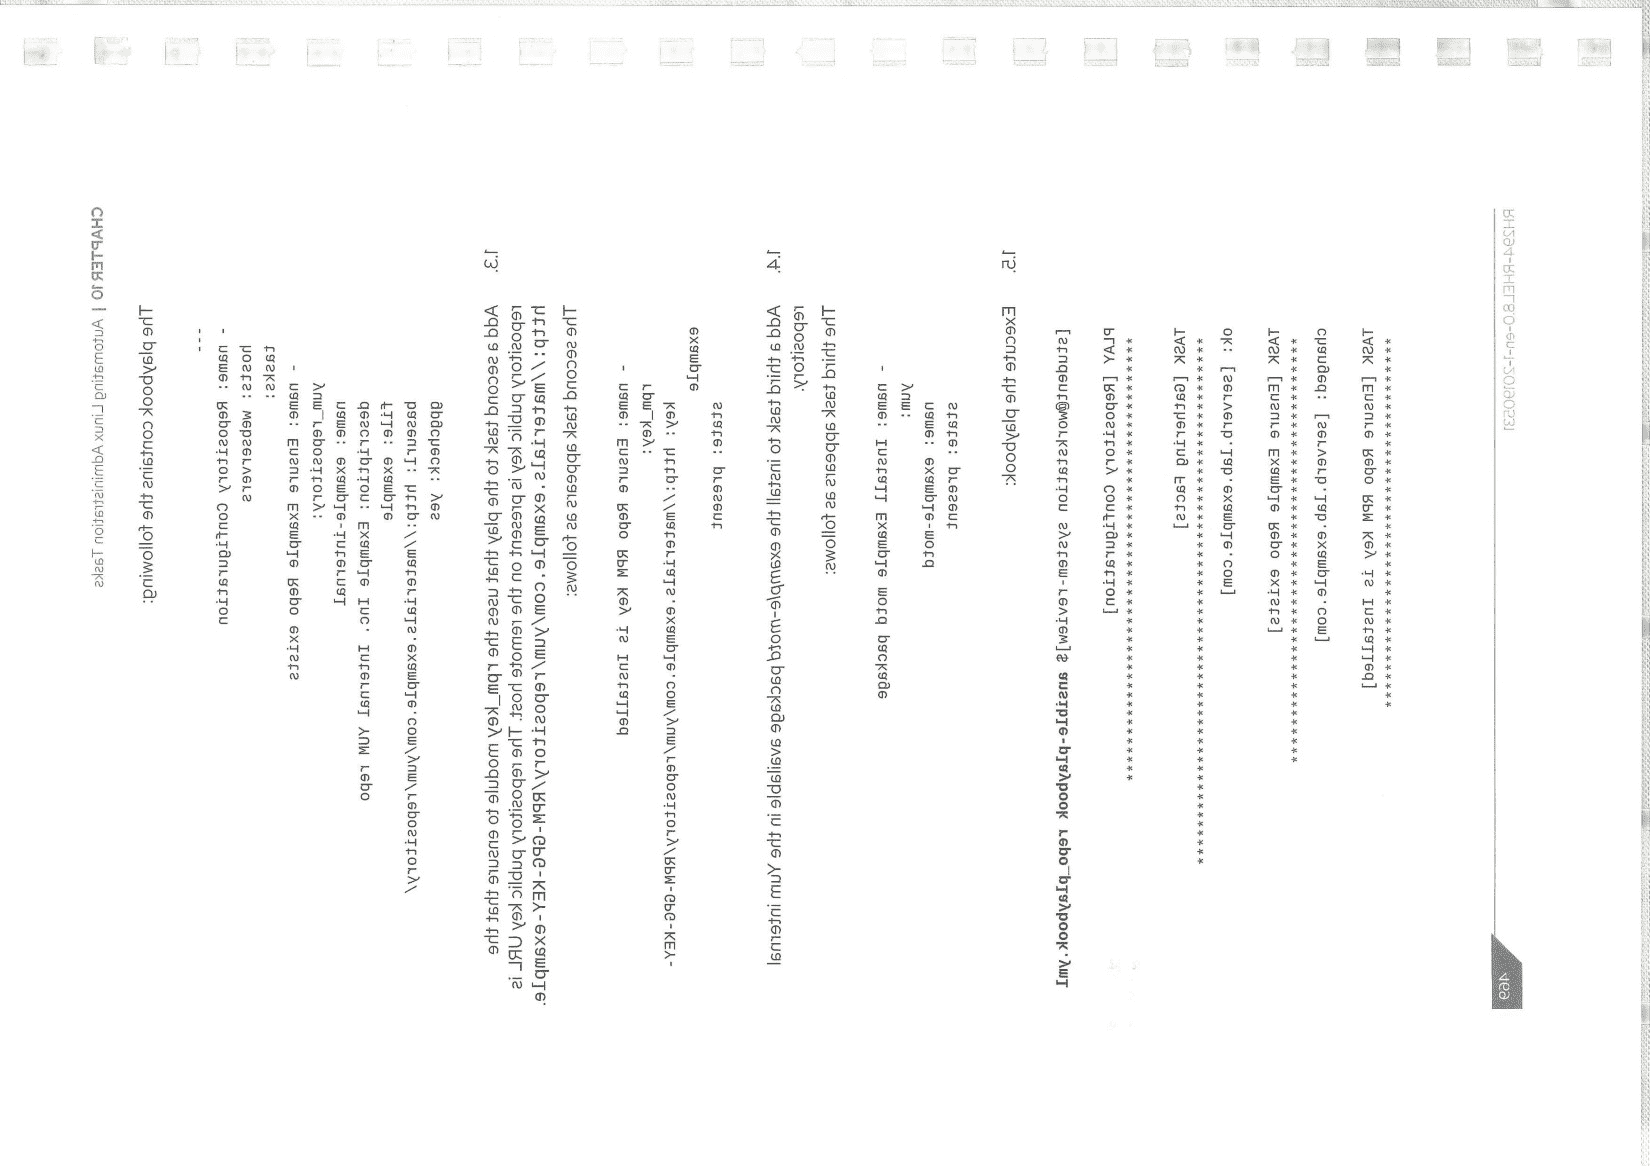 CHAPTER 10 | Automating Linux Administration Tasks
The playbook contains the following:
---
- name: Repository Configuration
hosts: servers.dev
tasks:
- name: Ensure Example Repo exists
yum_repository:
name: example-internal
description: Example Inc. Internal YUM repo
file: example
baseurl: http://materials.example.com/yum/repository/
gpgcheck: yes
1.3. Add a second task to the play that uses the rpm_key module to ensure that the
repository public key is present on the remote host. The repository public key URL is
http://materials.example.com/yum/repository/RPM-GPG-KEY-example.
The second task appears as follows:
- name: Ensure Repo RPM Key is Installed
rpm_key:
key: http://materials.example.com/yum/repository/RPM-GPG-KEY-
example
state: present
1.4. Add a third task to install the example-motd package available in the Yum internal
repository.
The third task appears as follows:
- name: Install Example motd package
yum:
name: example-motd
state: present
1.5. Execute the playbook:
[student@workstation system-review]$ ansible-playbook repo_playbook.yml
PLAY [Repository Configuration]
**********************************************
TASK [Gathering Facts]
*******************************************************
ok: [servera.lab.example.com]
TASK [Ensure Example Repo exists]
********************************************
changed: [servera.lab.example.com]
TASK [Ensure Repo RPM Key is Installed]
***************************************
RH294-RHEL8.0-en-1-20190531
469